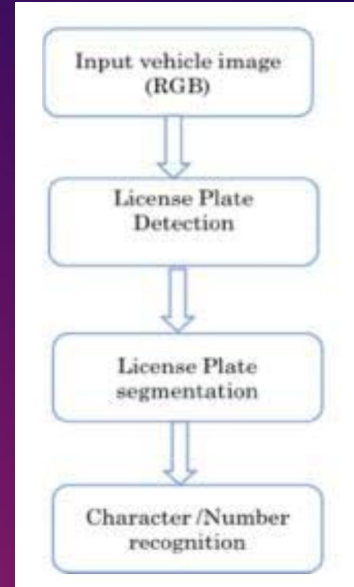 Input vehicle image
(RGB)
License Plate
Detection
License Plate
segmentation
Character /Number
recognition